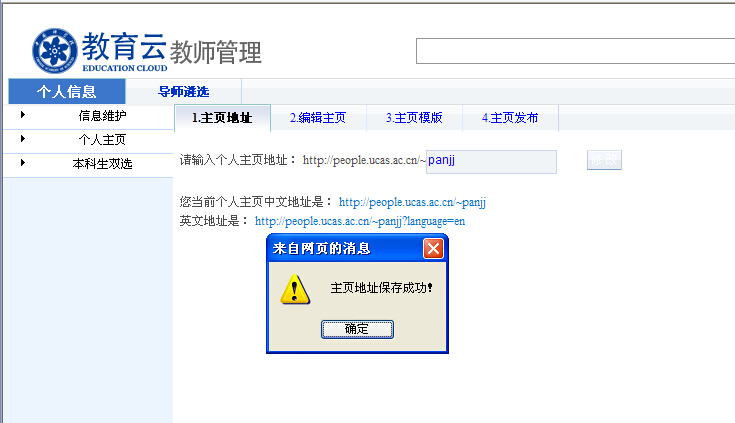 教育云 教师管理
EDUCATION CLOUD
个人信息 导师遴选
信息维护
个人主页
本科生双选
1.主页地址 2.编辑主页 3.主页模版 4.主页发布
请输入个人主页地址： http://people.ucas.ac.cn/~panjj
您当前个人主页中文地址是： http://people.ucas.ac.cn/~panjj
英文地址是： http://people.ucas.ac.cn/~panjj?language=en
来自网页的消息
主页地址保存成功!
确定